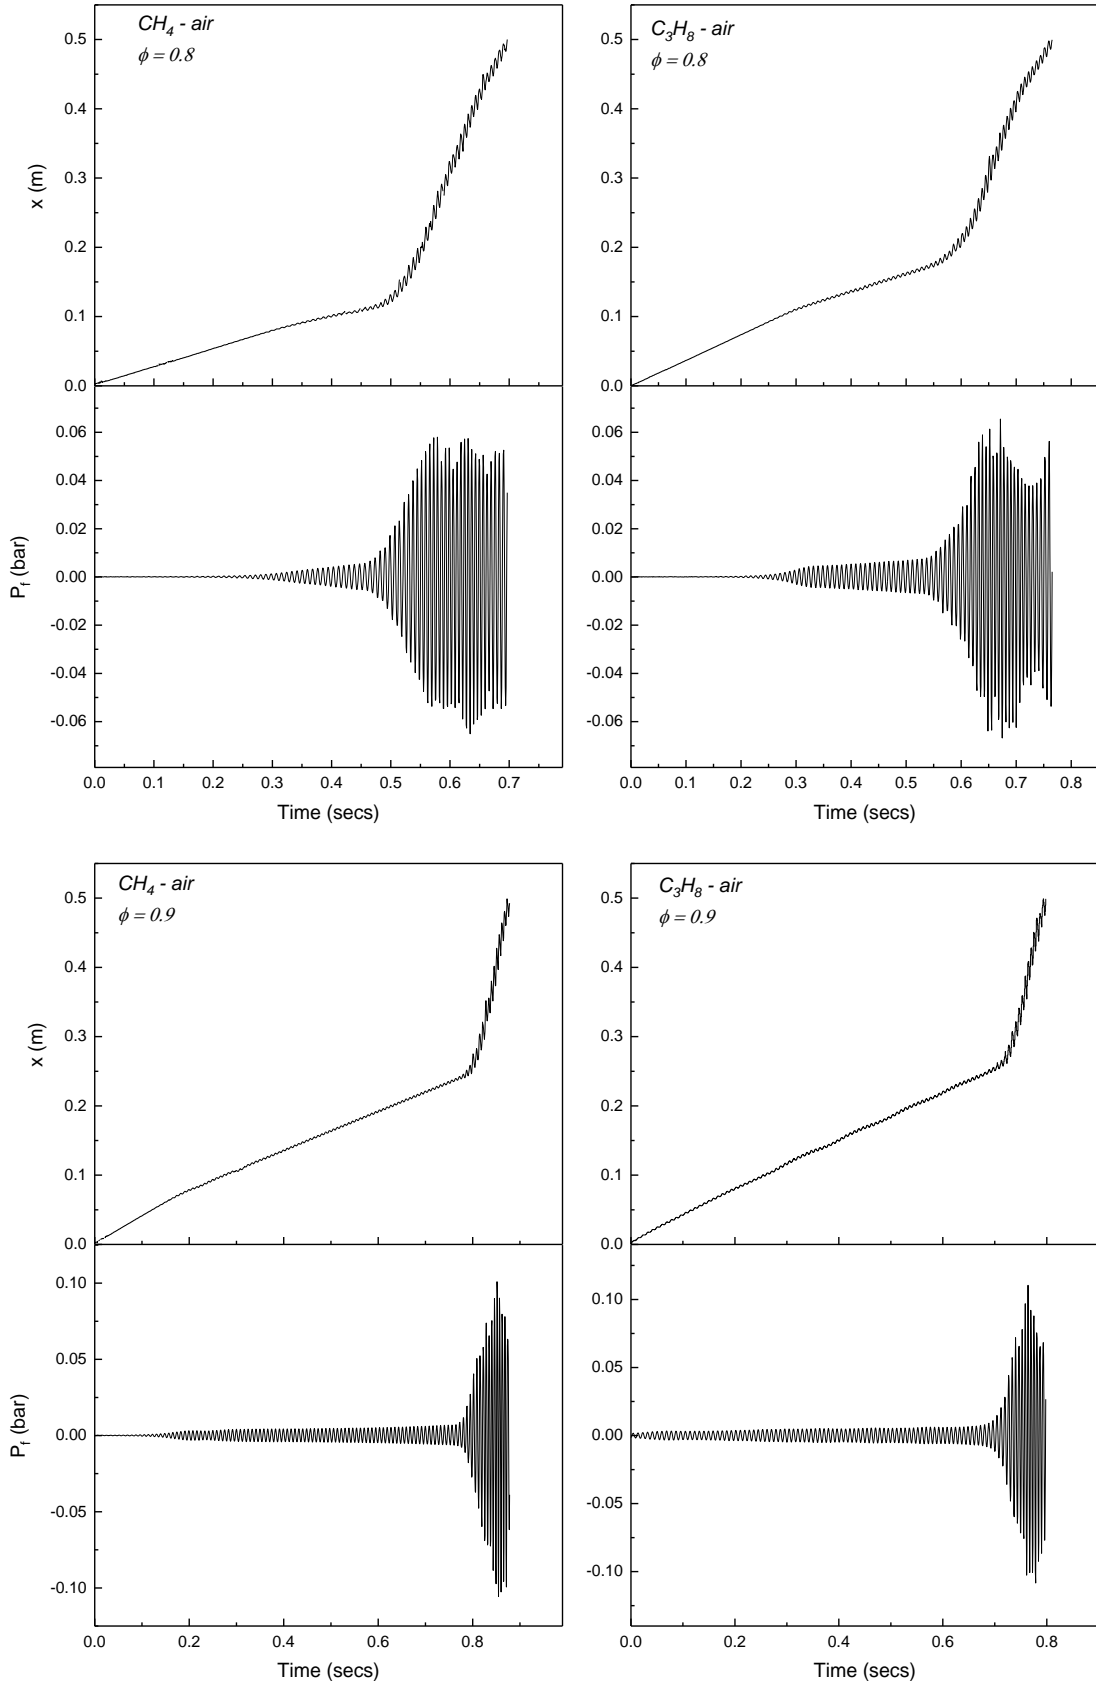 CH4 - air
ϕ = 0.8
0.5
0.4
0.3
0.2
0.1
0.0
x (m)
0.06
0.04
0.02
0.00
-0.02
-0.04
-0.06
Pf (bar)
0.0 0.1 0.2 0.3 0.4 0.5 0.6 0.7
Time (secs)
C3H8 - air
ϕ = 0.8
0.5
0.4
0.3
0.2
0.1
0.0
0.06
0.04
0.02
0.00
-0.02
-0.04
-0.06
0.0 0.1 0.2 0.3 0.4 0.5 0.6 0.7 0.8
Time (secs)
CH4 - air
ϕ = 0.9
0.5
0.4
0.3
0.2
0.1
0.0
x (m)
0.10
0.05
0.00
-0.05
-0.10
Pf (bar)
0.0 0.2 0.4 0.6 0.8
Time (secs)
C3H8 - air
ϕ = 0.9
0.5
0.4
0.3
0.2
0.1
0.0
0.10
0.05
0.00
-0.05
-0.10
0.0 0.2 0.4 0.6 0.8
Time (secs)